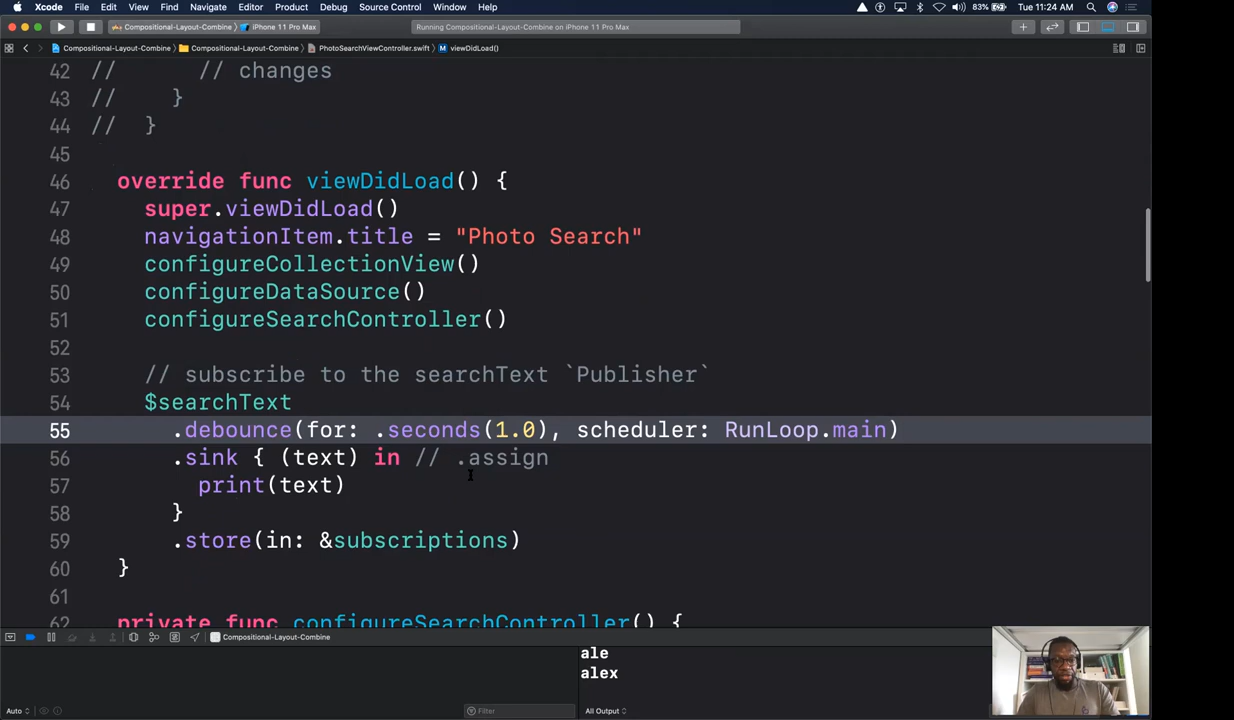 Xcode File Edit View Find Navigate Editor Product Debug Source Control Window Help 83% Tue 11:24 AM
Compositional-Layout-Combine iPhone 11 Pro Max Running Compositional-Layout-Combine on iPhone 11 Pro Max
Compositional-Layout-Combine Compositional-Layout-Combine PhotoSearchViewController.swift M viewDidLoad()
42 // // changes
43 // }
44 // }
45
46 override func viewDidLoad() {
47 super.viewDidLoad()
48 navigationItem.title = "Photo Search"
49 configureCollectionView()
50 configureDataSource()
51 configureSearchController()
52
53 // subscribe to the searchText `Publisher`
54 $searchText
55 .debounce(for: .seconds(1.0), scheduler: RunLoop.main)
56 .sink { (text) in // .assign
57 print(text)
58 }
59 .store(in: &subscriptions)
60 }
61
62 private func configureSearchController() {
Compositional-Layout-Combine
ale
alex
Auto Filter All Output